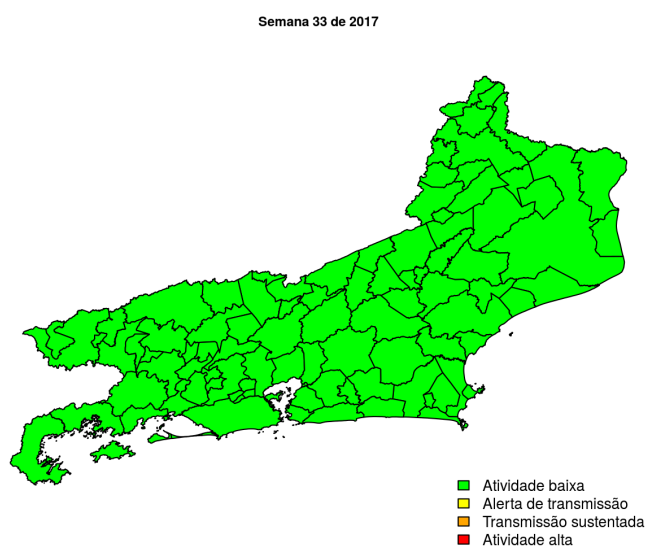 Semana 33 de 2017
Atividade baixa
Alerta de transmissão
Transmissão sustentada
Atividade alta